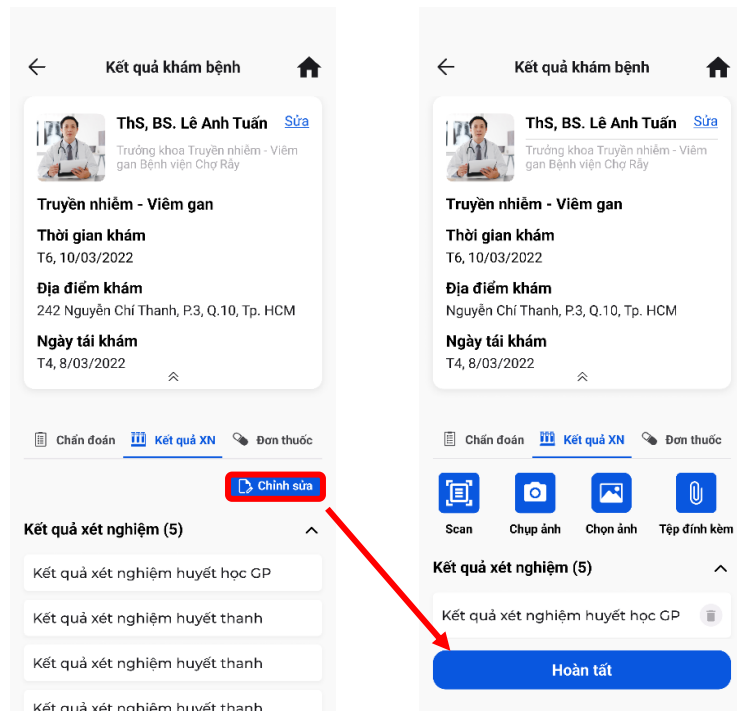 Kết quả khám bệnh
ThS, BS. Lê Anh Tuấn Sửa
Trưởng khoa Truyền nhiễm - Viêm
gan Bệnh viện Chợ Rẫy
Truyền nhiễm - Viêm gan
Thời gian khám
T6, 10/03/2022
Địa điểm khám
242 Nguyễn Chí Thanh, P.3, Q.10, Tp. HCM
Ngày tái khám
T4, 8/03/2022
Chẩn đoán Kết quả XN Đơn thuốc
Chỉnh sửa
Kết quả xét nghiệm (5)
Kết quả xét nghiệm huyết học GP
Kết quả xét nghiệm huyết thanh
Kết quả xét nghiệm huyết thanh
Kết quả xét nghiệm huyết thanh
Kết quả khám bệnh
ThS, BS. Lê Anh Tuấn Sửa
Trưởng khoa Truyền nhiễm - Viêm
gan Bệnh viện Chợ Rẫy
Truyền nhiễm - Viêm gan
Thời gian khám
T6, 10/03/2022
Địa điểm khám
Nguyễn Chí Thanh, P.3, Q.10, Tp. HCM
Ngày tái khám
T4, 8/03/2022
Chẩn đoán Kết quả XN Đơn thuốc
Scan Chụp ảnh Chọn ảnh Tệp đính kèm
Kết quả xét nghiệm (5)
Kết quả xét nghiệm huyết học GP
Hoàn tất